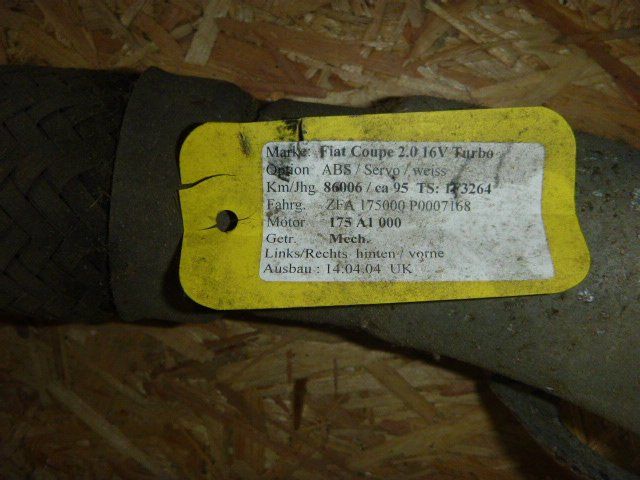 Marke: Fiat Coupe 2.0 16V Turbo
Option ABS / Servo / weiss
Km/Jhg. 86006 / ca 95 TS: 173264
Fahrg. ZFA 175000 P0007168
Motor 175 A1 000
Getr. Mech.
Links/Rechts hinten / vorne
Ausbau : 14.04.04 UK